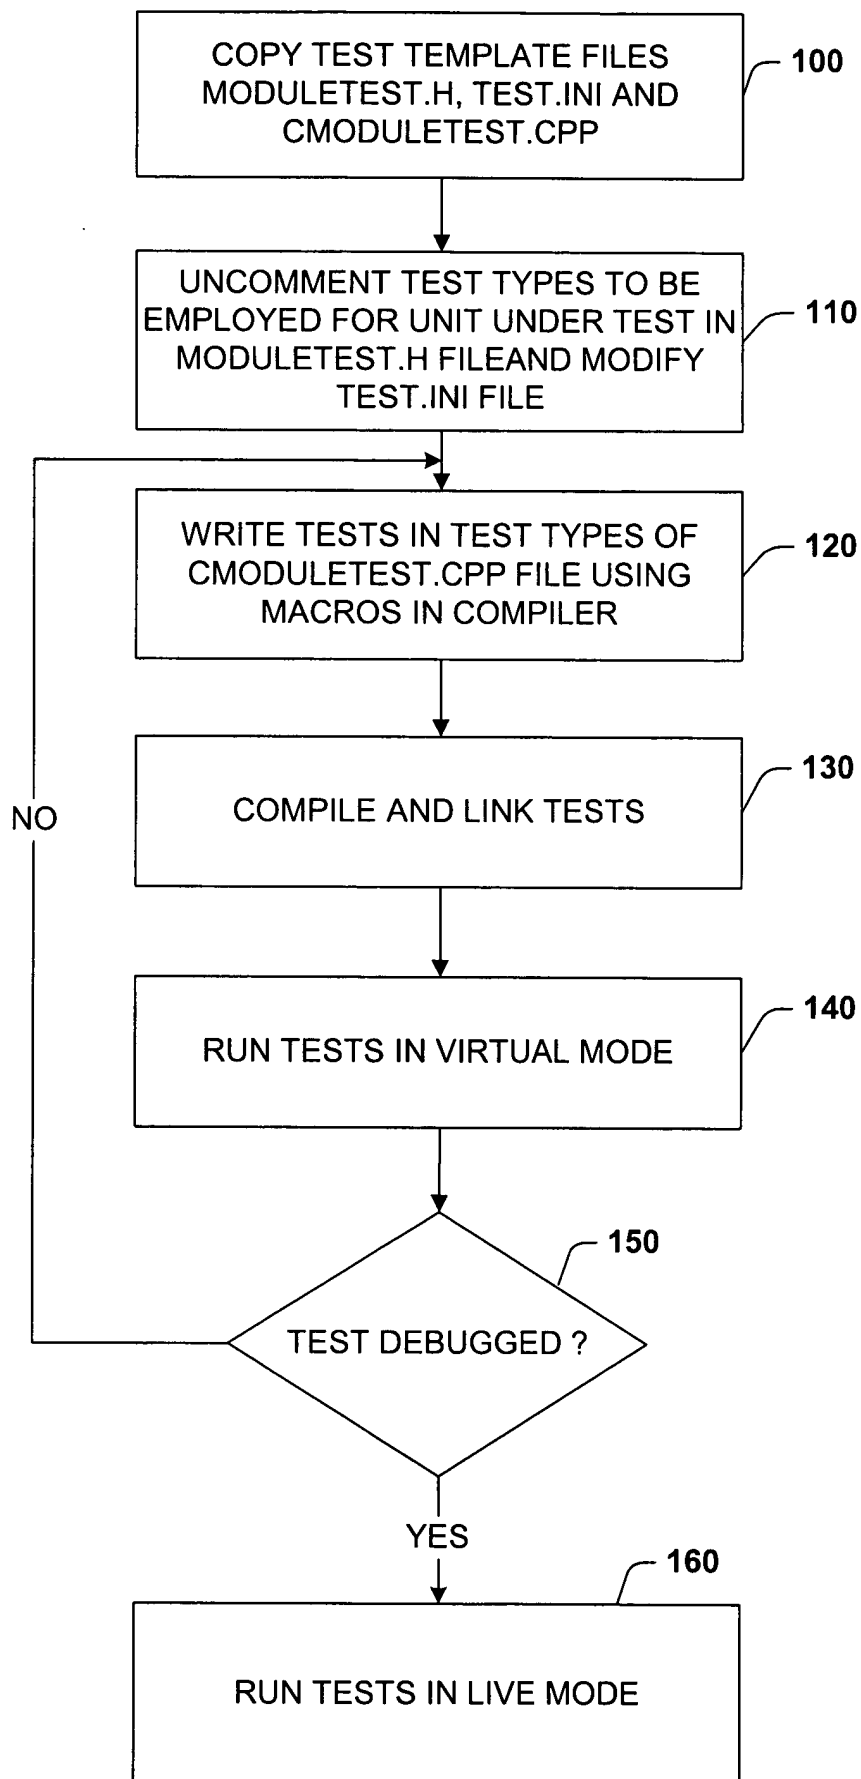 COPY TEST TEMPLATE FILES
MODULETEST.H, TEST.INI AND
CMODULETEST.CPP
100
UNCOMMENT TEST TYPES TO BE
EMPLOYED FOR UNIT UNDER TEST IN
MODULETEST.H FILEAND MODIFY
TEST.INI FILE
110
WRITE TESTS IN TEST TYPES OF
CMODULETEST.CPP FILE USING
MACROS IN COMPILER
120
COMPILE AND LINK TESTS
130
NO
RUN TESTS IN VIRTUAL MODE
140
TEST DEBUGGED ?
150
YES
RUN TESTS IN LIVE MODE
160